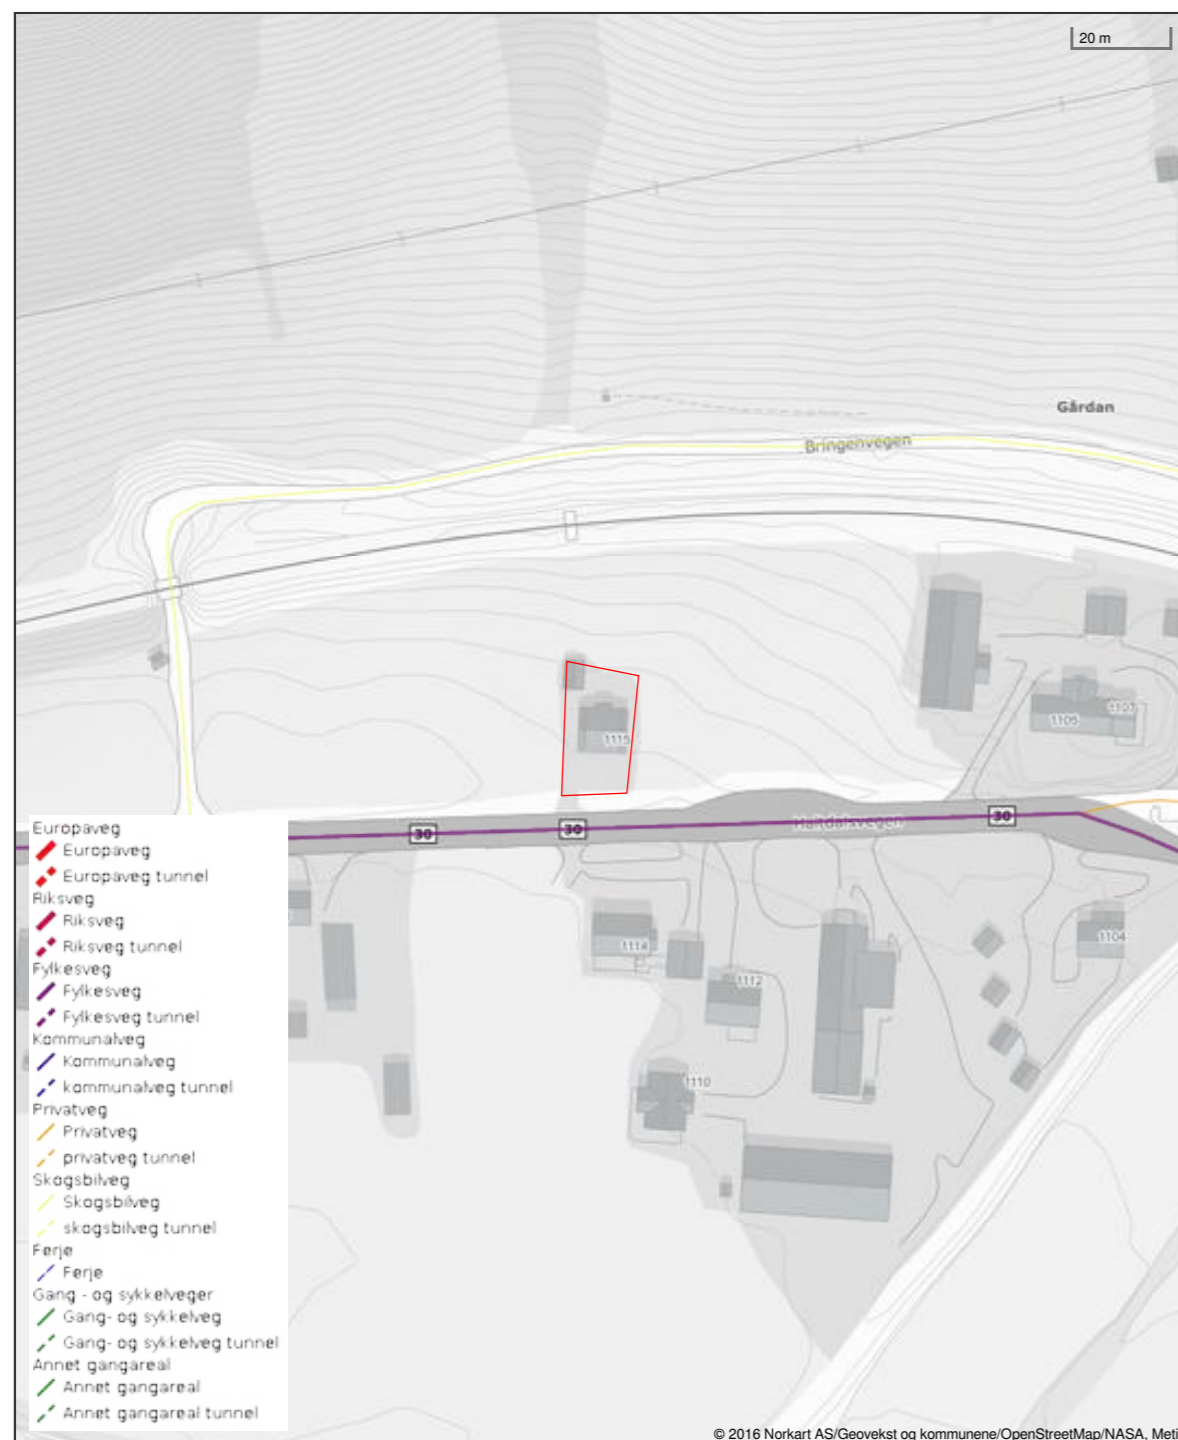 20 m
Gårdan
Bringenvegen
1106
1107
1115
30
30
30
Haltdalsvegen
1114
1104
1112
1110
Europaveg
Europaveg
Europaveg tunnel
Riksveg
Riksveg
Riksveg tunnel
Fylkesveg
Fylkesveg
Fylkesveg tunnel
Kommunalveg
Kommunalveg
kommunalveg tunnel
Privatveg
Privatveg
privatveg tunnel
Skogsbilveg
Skogsbilveg
skogsbilveg tunnel
Ferje
Ferje
Gang - og sykkelveger
Gang- og sykkelveg
Gang- og sykkelveg tunnel
Annet gangareal
Annet gangareal
Annet gangareal tunnel
© 2016 Norkart AS/Geovekst og kommunene/OpenStreetMap/NASA, Meti